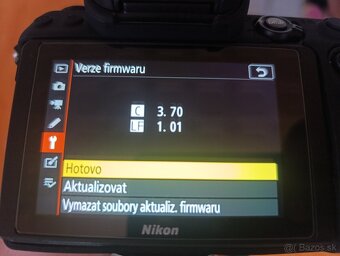 Verze firmwaru
C 3.70
LF 1.01
Hotovo
Aktualizovat
Vymazat soubory aktualiz. firmwaru
Nikon
© Bazos.sk